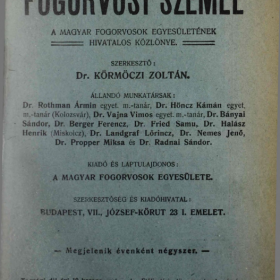 FOGORVOSI SZEMLE
A MAGYAR FOGORVOSOK EGYESÜLETÉNEK
HIVATALOS KÖZLÖNYE.
SZERKESZTŐ:
Dr. KÖRMÖCZI ZOLTÁN.
ÁLLANDÓ MUNKATÁRSAK:
Dr. Rothman Ármin egyet. m.-tanár, Dr. Höncz Kámán egyet.
m.-tanár (Kolozsvár), Dr. Vajna Vimos egyet. m.-tanár, Dr. Bányai
Sándor, Dr. Berger Ferencz, Dr. Fried Samu, Dr. Halász
Henrik (Miskolcz), Dr. Landgraf Lőrincz, Dr. Nemes Jenő,
Dr. Propper Miksa és Dr. Radnai Sándor.
KIADÓ ÉS LAPTULAJDONOS:
A MAGYAR FOGORVOSOK EGYESÜLETE.
SZERKESZTŐSÉG ÉS KIADÓHIVATAL:
BUDAPEST, VII., JÓZSEF-KÖRUT 23 I. EMELET.
— Megjelenik évenként négyszer. —